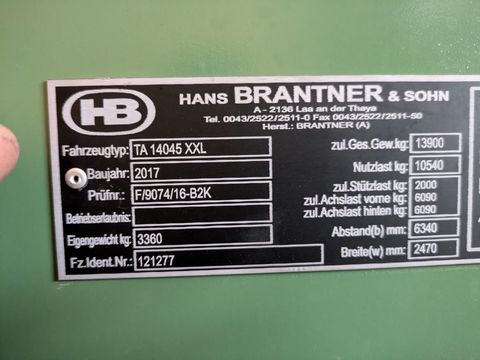 HB
HANS BRANTNER & SOHN
A - 2136 Laa an der Thaya
Tel. 0043/2522/2511-0 Fax 0043/2522/2511-50
Herst.: BRANTNER (A)
Fahrzeugtyp: TA 14045 XXL
Baujahr: 2017
Prüfnr.: F/9074/16-B2K
Betriebserlaubnis:
Eigengewicht kg: 3360
Fz.Ident.Nr.: 121277
zul.Ges.Gew.kg: 13900
Nutzlast kg: 10540
zul.Stützlast kg: 2000
zul.Achslast vorne kg: 6090
zul.Achslast hinten kg: 6090
Abstand(b) mm: 6340
Breite(w) mm: 2470